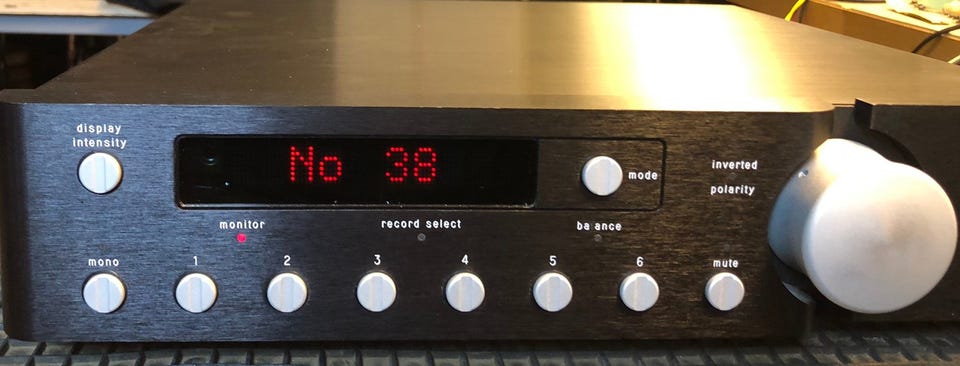 display
intensity
No 38
mode
inverted
polarity
monitor
record select
ba ance
mono
1
2
3
4
5
6
mute